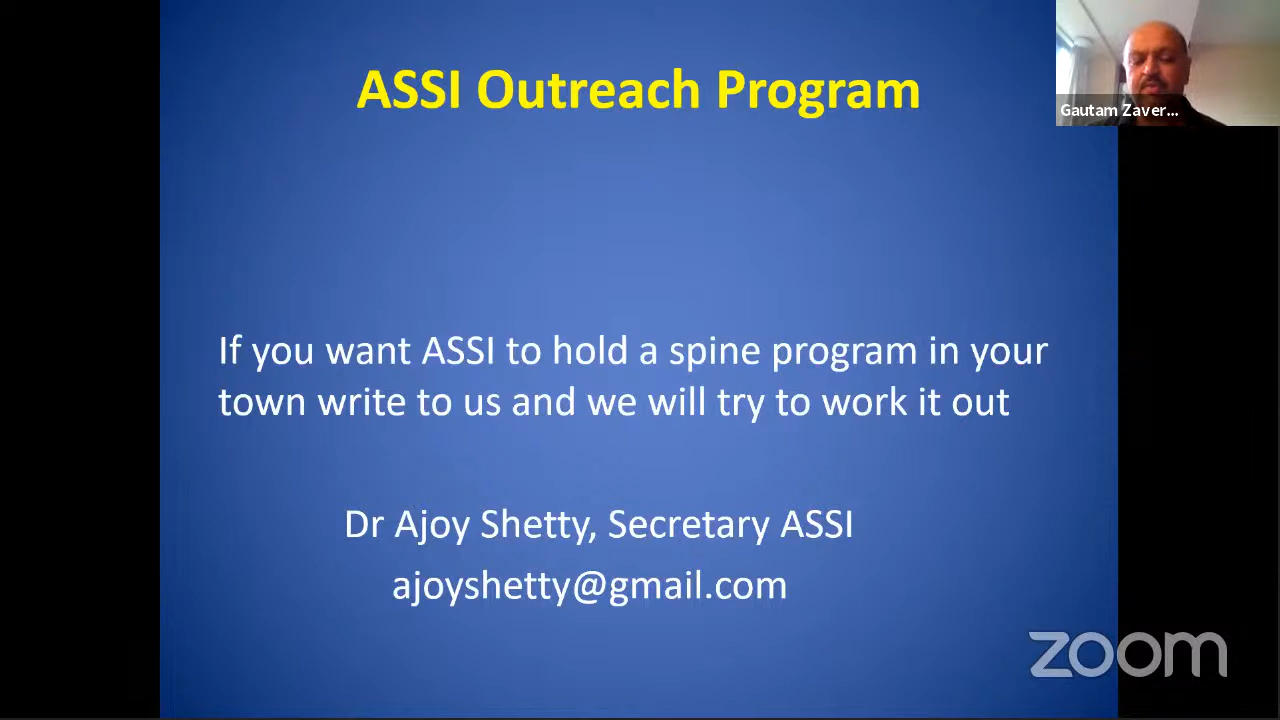 ASSI Outreach Program
Gautam Zaver...
If you want ASSI to hold a spine program in your
town write to us and we will try to work it out
Dr Ajoy Shetty, Secretary ASSI
ajoyshetty@gmail.com
zoom